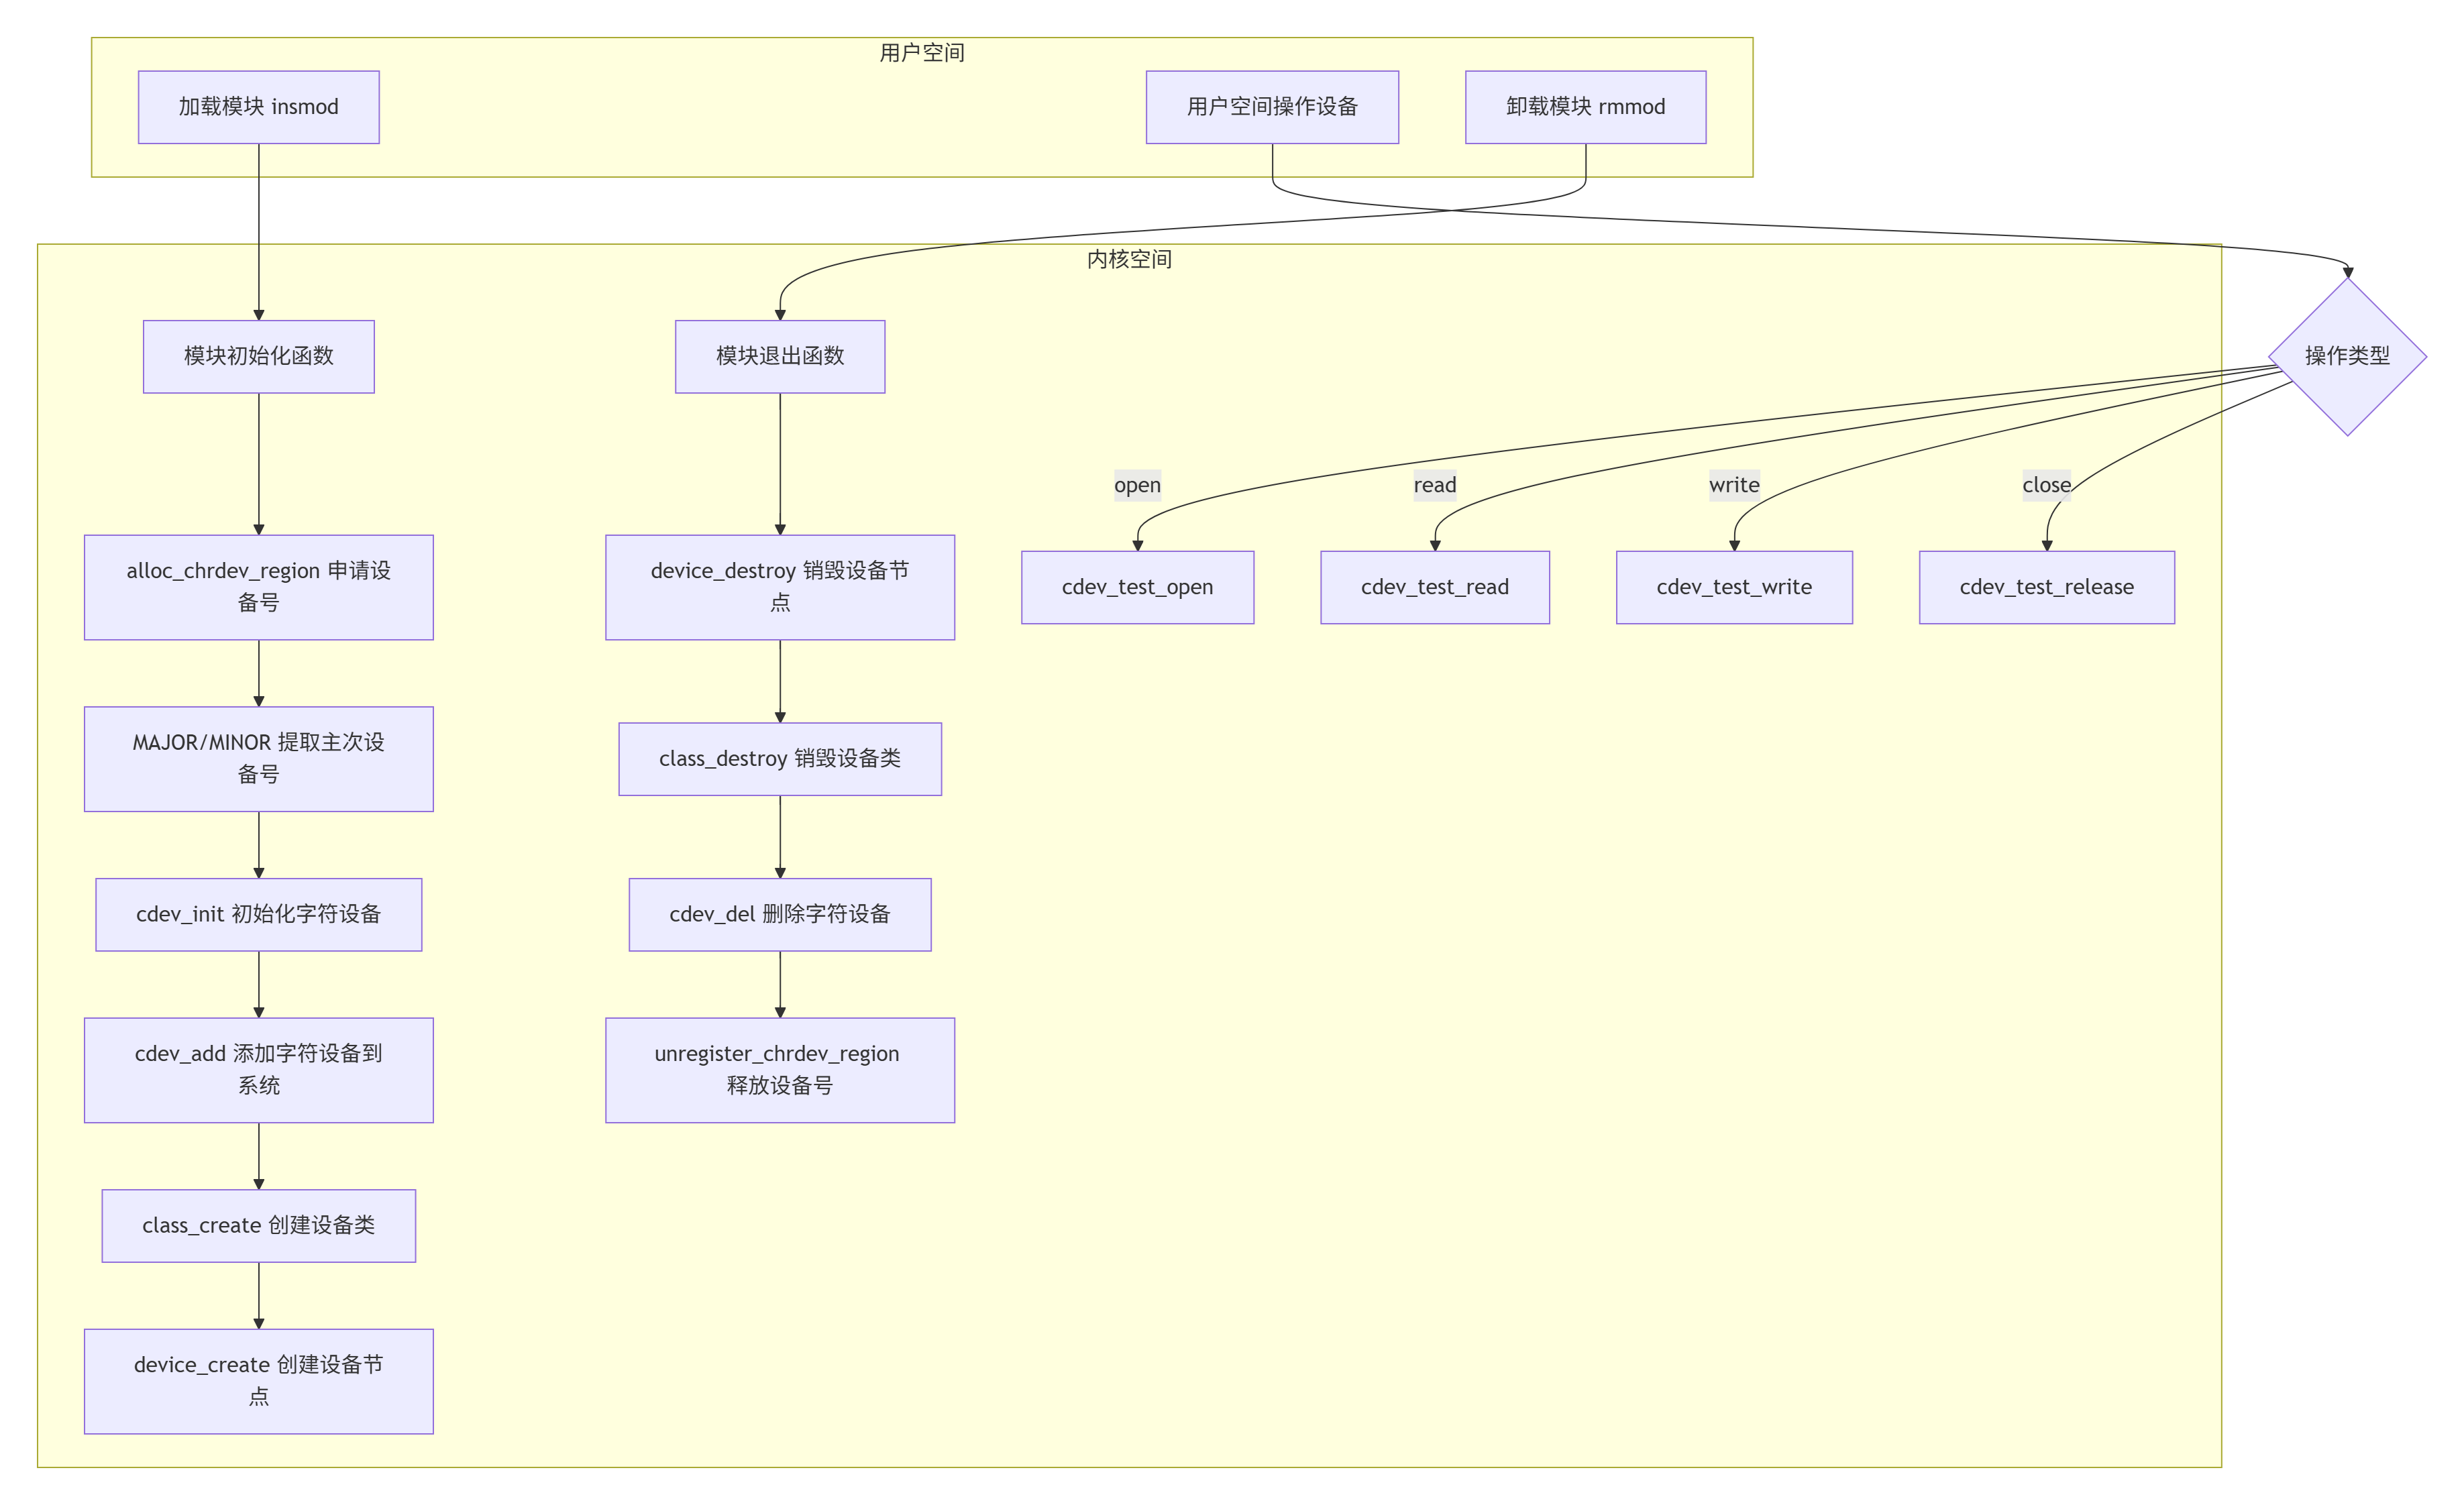 用户空间
加载模块 insmod
用户空间操作设备
卸载模块 rmmod
内核空间
模块初始化函数
模块退出函数
操作类型
open
read
write
close
alloc_chrdev_region 申请设
备号
device_destroy 销毁设备节
点
cdev_test_open
cdev_test_read
cdev_test_write
cdev_test_release
MAJOR/MINOR 提取主次设
备号
class_destroy 销毁设备类
cdev_init 初始化字符设备
cdev_del 删除字符设备
cdev_add 添加字符设备到
系统
unregister_chrdev_region
释放设备号
class_create 创建设备类
device_create 创建设备节
点